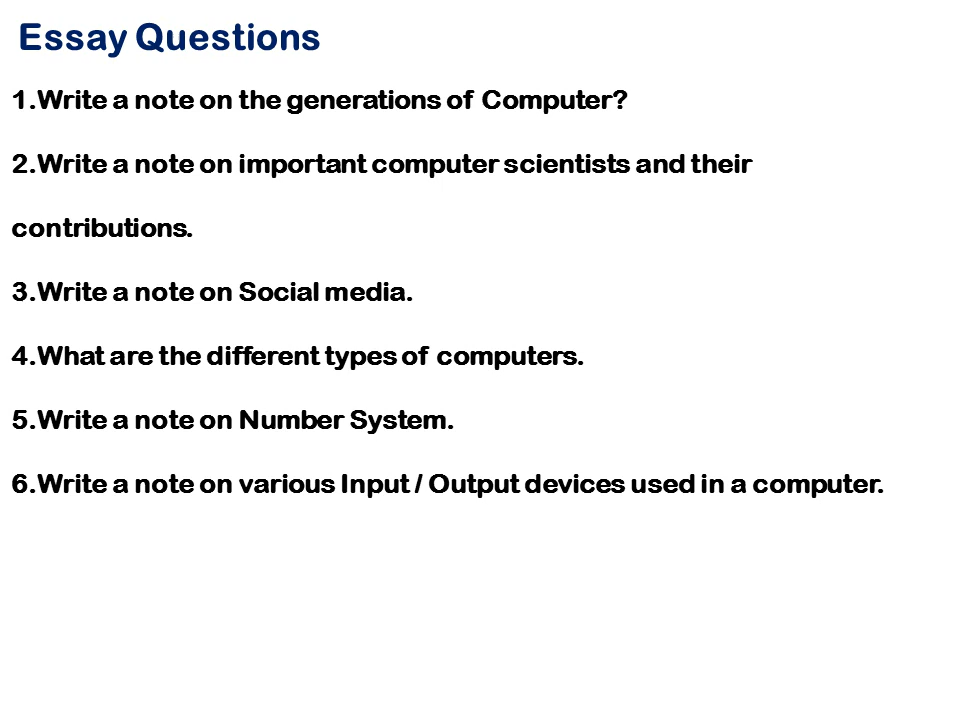 Essay Questions
1.Write a note on the generations of Computer?
2.Write a note on important computer scientists and their
contributions.
3.Write a note on Social media.
4.What are the different types of computers.
5.Write a note on Number System.
6.Write a note on various Input / Output devices used in a computer.